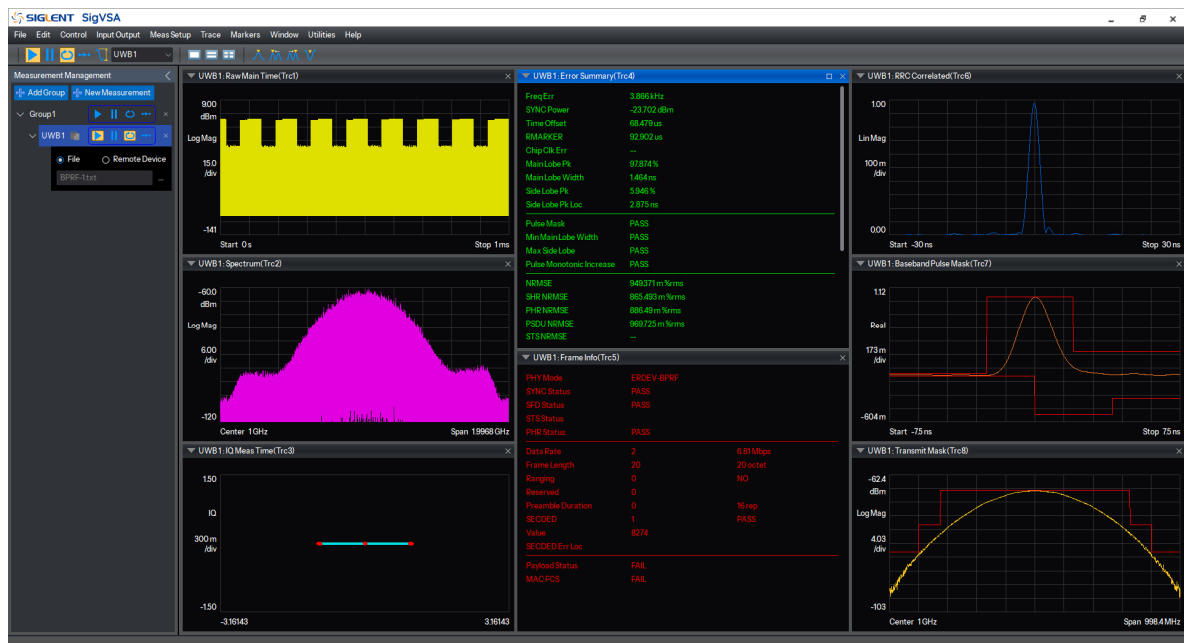 SIGLENT SigVSA
File Edit Control Input Output Meas Setup Trace Markers Window Utilities Help
UWB1
Measurement Management
Add Group New Measurement
Group1
UWB1
File Remote Device
BPRF-1.txt ...
UWB1: Raw Main Time(Trc1)
900
dBm
Log Mag
15.0
/div
-141
Start 0 s Stop 1 ms
UWB1: Spectrum(Trc2)
-60.0
dBm
Log Mag
6.00
/div
-120
Center 1 GHz Span 1.9968 GHz
UWB1: IQ Meas Time(Trc3)
1.50
IQ
300 m
/div
-1.50
-3.16143 3.16143
UWB1: Error Summary(Trc4)
Freq Err 3.866 kHz
SYNC Power -23.702 dBm
Time Offset 68.479 us
RMARKER 92.902 us
Chip Clk Err --
Main Lobe Pk 97.874 %
Main Lobe Width 1.464 ns
Side Lobe Pk 5.946 %
Side Lobe Pk Loc 2.875 ns
Pulse Mask PASS
Min Main Lobe Width PASS
Max Side Lobe PASS
Pulse Monotonic Increase PASS
NRMSE 949.371 m %rms
SHR NRMSE 865.493 m %rms
PHR NRMSE 886.49 m %rms
PSDU NRMSE 969.725 m %rms
STS NRMSE --
UWB1: Frame Info(Trc5)
PHY Mode ERDEV-BPRF
SYNC Status PASS
SFD Status PASS
STS Status
PHR Status PASS
Data Rate 2 6.81 Mbps
Frame Length 20 20 octet
Ranging 0 NO
Reserved 0
Preamble Duration 0 16 rep
SECDED 1 PASS
Value 8274
SECDED Err Loc
Payload Status FAIL
MAC FCS FAIL
UWB1: RRC Correlated(Trc6)
1.00
Lin Mag
100 m
/div
0.00
Start -30 ns Stop 30 ns
UWB1: Baseband Pulse Mask(Trc7)
1.12
Real
173 m
/div
-604 m
Start -7.5 ns Stop 7.5 ns
UWB1: Transmit Mask(Trc8)
-62.4
dBm
Log Mag
4.03
/div
-103
Center 1 GHz Span 998.4 MHz